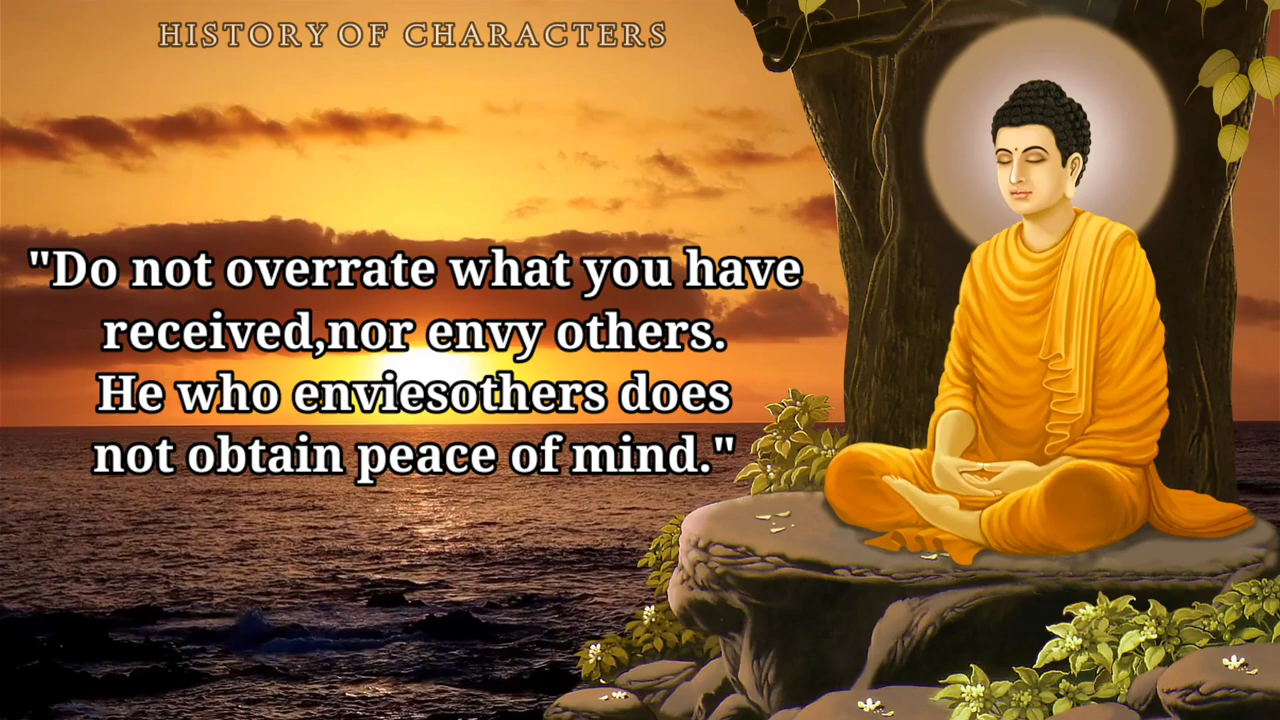 HISTORY OF CHARACTERS
"Do not overrate what you have
received,nor envy others.
He who enviesothers does
not obtain peace of mind."